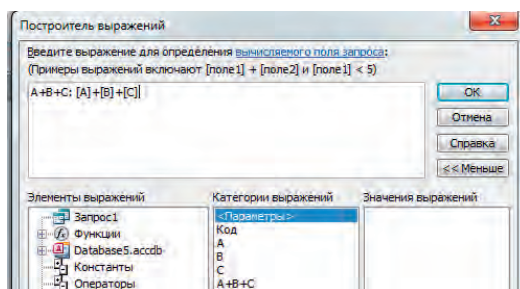 Построитель выражений
Введите выражение для определения вычисляемого поля запроса:
(Примеры выражений включают [поле1] + [поле2] и [поле1] < 5)
A+B+C: [A]+[B]+[C]
ОК
Отмена
Справка
<< Меньше
Элементы выражений
Категории выражений
Значения выражений
Запрос1
Функции
Database5.accdb
Константы
Операторы
<Параметры>
Код
A
B
C
A+B+C